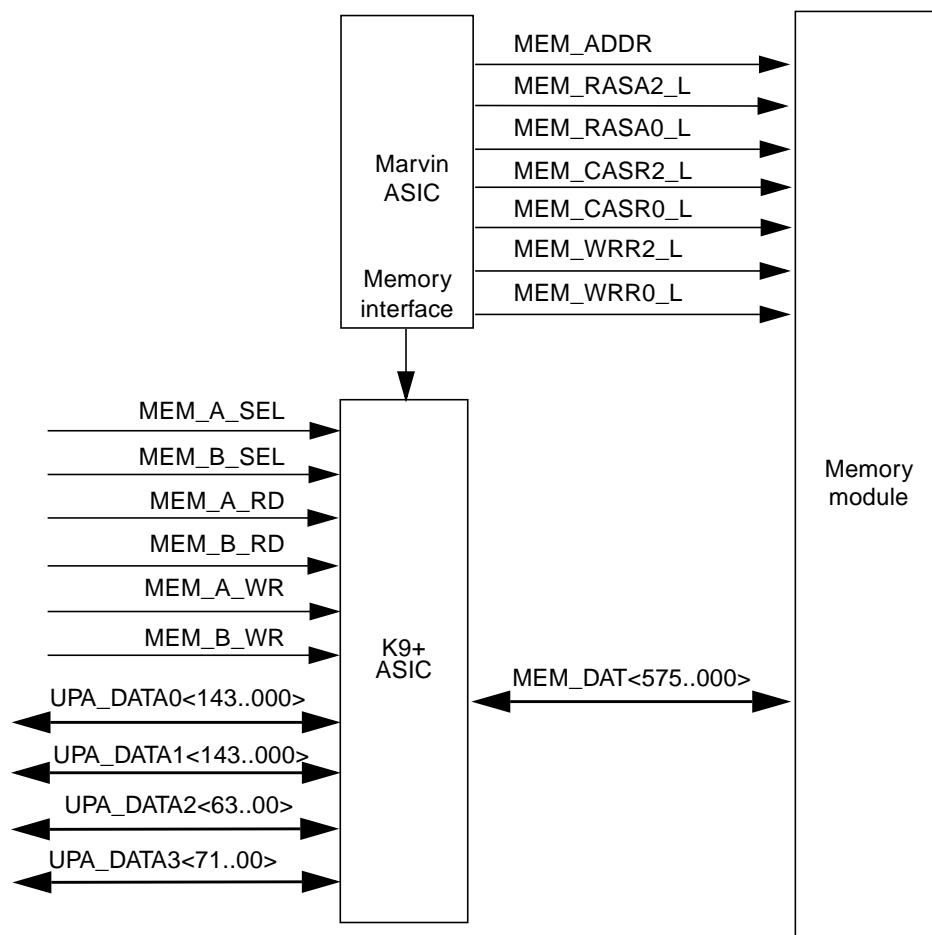 MEM_ADDR
MEM_RASA2_L
MEM_RASA0_L
Marvin
ASIC
MEM_CASR2_L
MEM_CASR0_L
MEM_WRR2_L
Memory
interface
MEM_WRR0_L
MEM_A_SEL
MEM_B_SEL
MEM_A_RD
MEM_B_RD
MEM_A_WR
MEM_B_WR
Memory
module
K9+
ASIC
MEM_DAT<575..000>
UPA_DATA0<143..000>
UPA_DATA1<143..000>
UPA_DATA2<63..00>
UPA_DATA3<71..00>